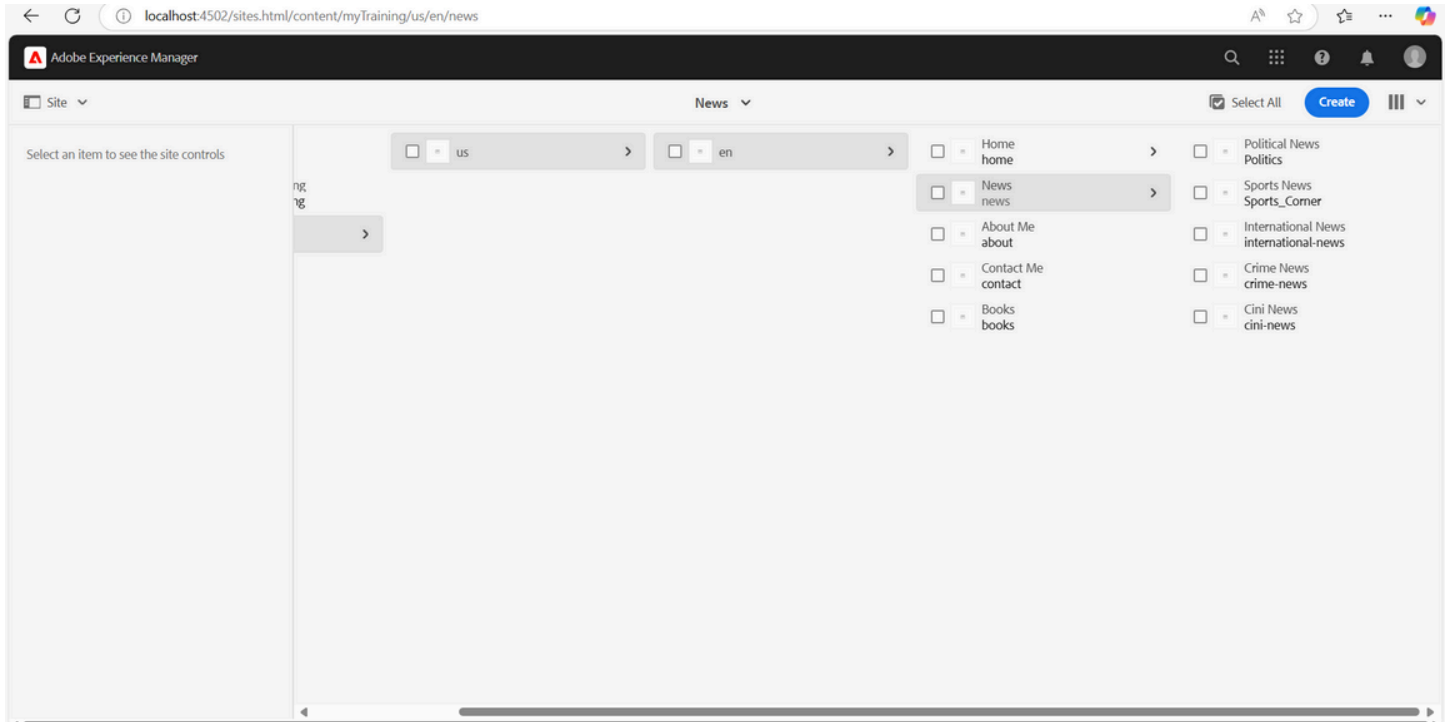 localhost:4502/sites.html/content/myTraining/us/en/news
Adobe Experience Manager
Site
News
Select All
Create
Select an item to see the site controls
ng
ng
us
en
Home
home
News
news
About Me
about
Contact Me
contact
Books
books
Political News
Politics
Sports News
Sports_Corner
International News
international-news
Crime News
crime-news
Cini News
cini-news